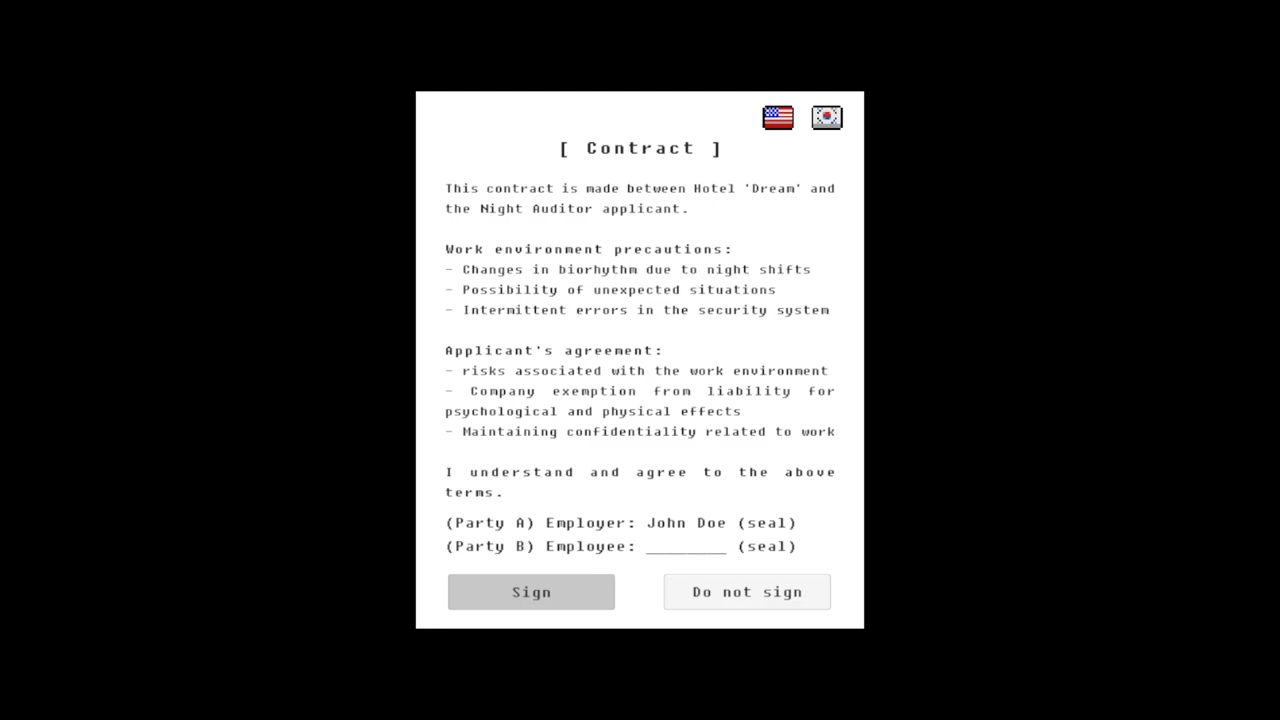 [ Contract ]
This contract is made between Hotel 'Dream' and
the Night Auditor applicant.
Work environment precautions:
- Changes in biorhythm due to night shifts
- Possibility of unexpected situations
- Intermittent errors in the security system
Applicant's agreement:
- risks associated with the work environment
- Company exemption from liability for
psychological and physical effects
- Maintaining confidentiality related to work
I understand and agree to the above
terms.
(Party A) Employer: John Doe (seal)
(Party B) Employee: ________ (seal)
Sign
Do not sign